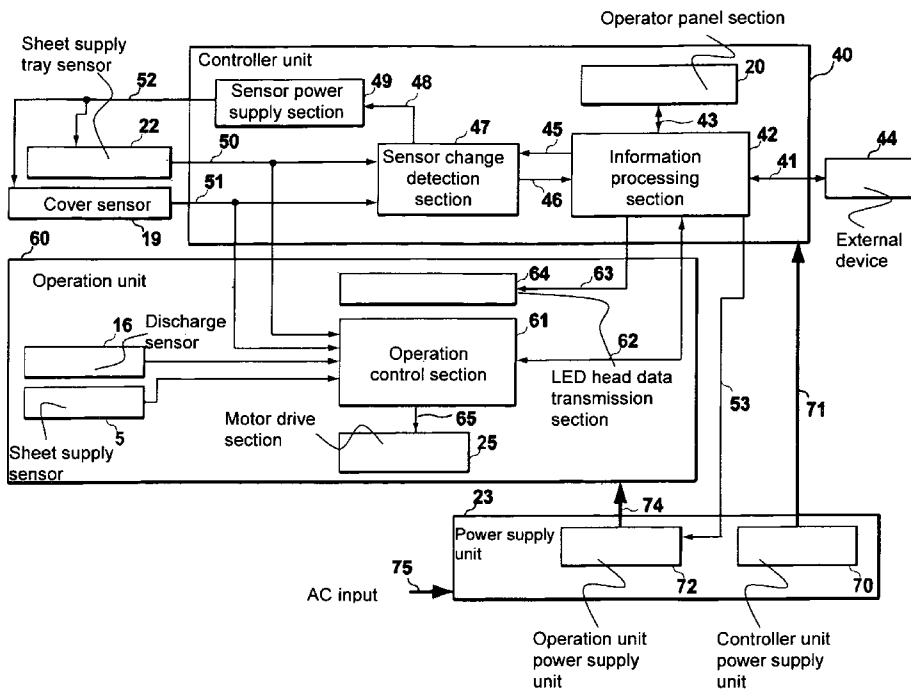 Operator panel section
Sheet supply
tray sensor
52
Controller unit
40
Sensor power
supply section
49
48
20
43
22
50
47
45
42
44
Sensor change
detection
section
46
Information
processing
section
41
51
Cover sensor
19
60
External
device
Operation unit
64
63
16
Discharge
sensor
61
Operation
control section
62
LED head data
transmission
section
53
71
5
Sheet supply
sensor
Motor drive
section
65
25
23
74
Power supply
unit
75
AC input
72
70
Operation unit
power supply
unit
Controller unit
power supply
unit